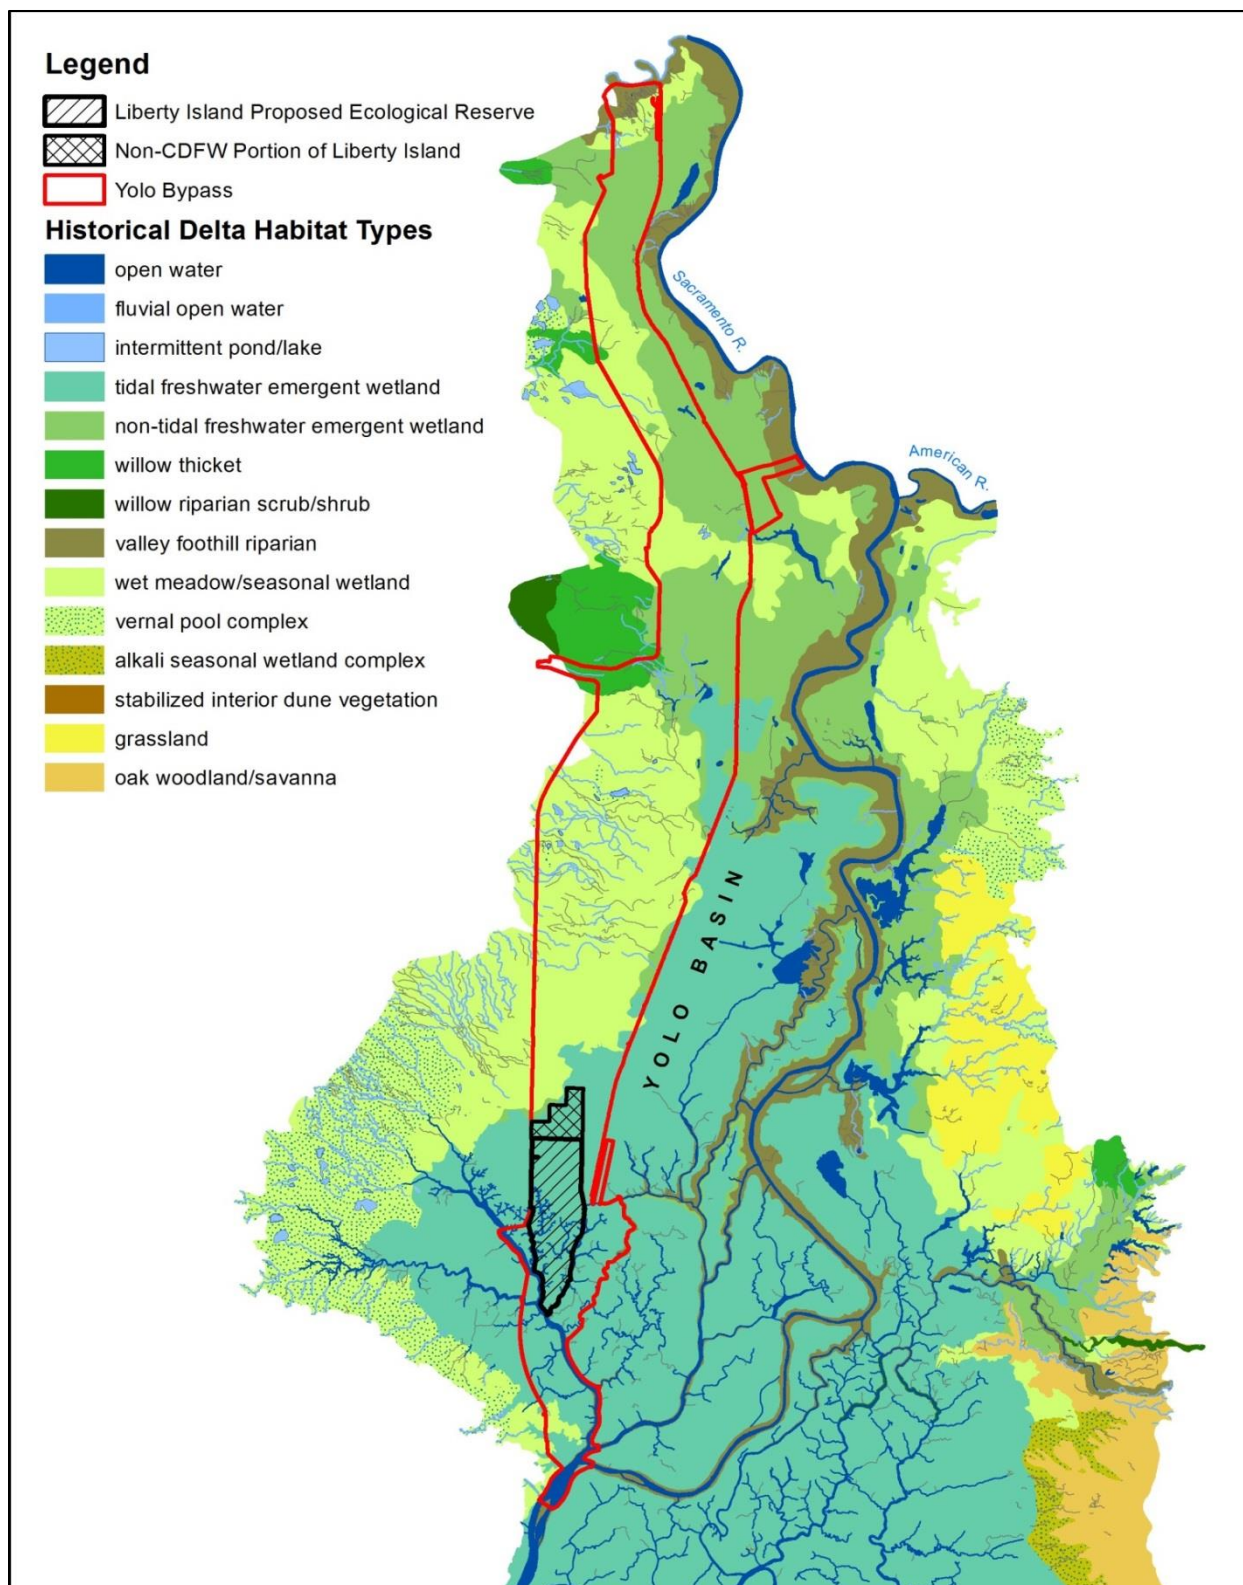 Legend
Liberty Island Proposed Ecological Reserve
Non-CDFW Portion of Liberty Island
Yolo Bypass
Historical Delta Habitat Types
open water
fluvial open water
intermittent pond/lake
tidal freshwater emergent wetland
non-tidal freshwater emergent wetland
willow thicket
willow riparian scrub/shrub
valley foothill riparian
wet meadow/seasonal wetland
vernal pool complex
alkali seasonal wetland complex
stabilized interior dune vegetation
grassland
oak woodland/savanna
Sacramento R.
American R.
YOLO BASIN